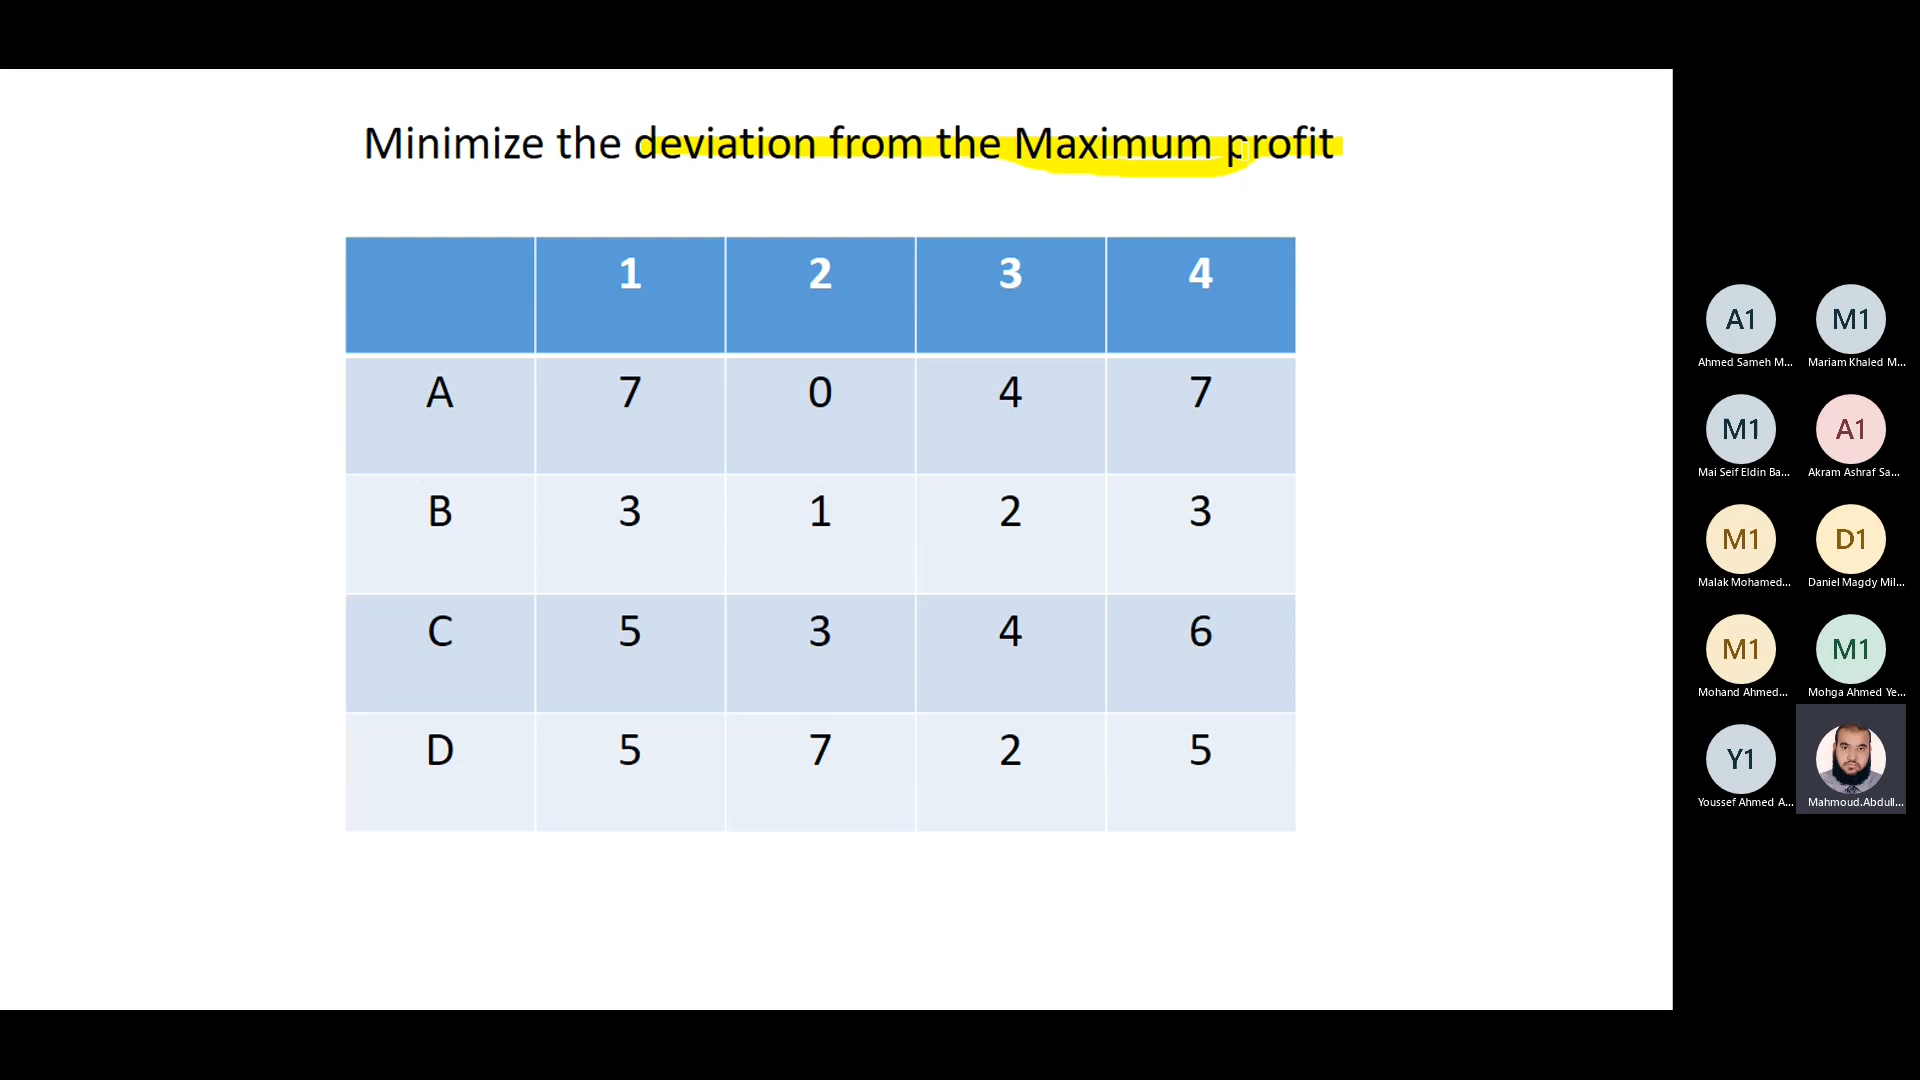 Minimize the deviation from the Maximum profit
1 2 3 4
A 7 0 4 7
B 3 1 2 3
C 5 3 4 6
D 5 7 2 5
A1 M1
Ahmed Sameh M... Mariam Khaled M...
M1 A1
Mai Seif Eldin Ba... Akram Ashraf Sa...
M1 D1
Malak Mohamed... Daniel Magdy Mil...
M1 M1
Mohand Ahmed... Mohga Ahmed Ye...
Y1
Youssef Ahmed A... Mahmoud.Abdull...